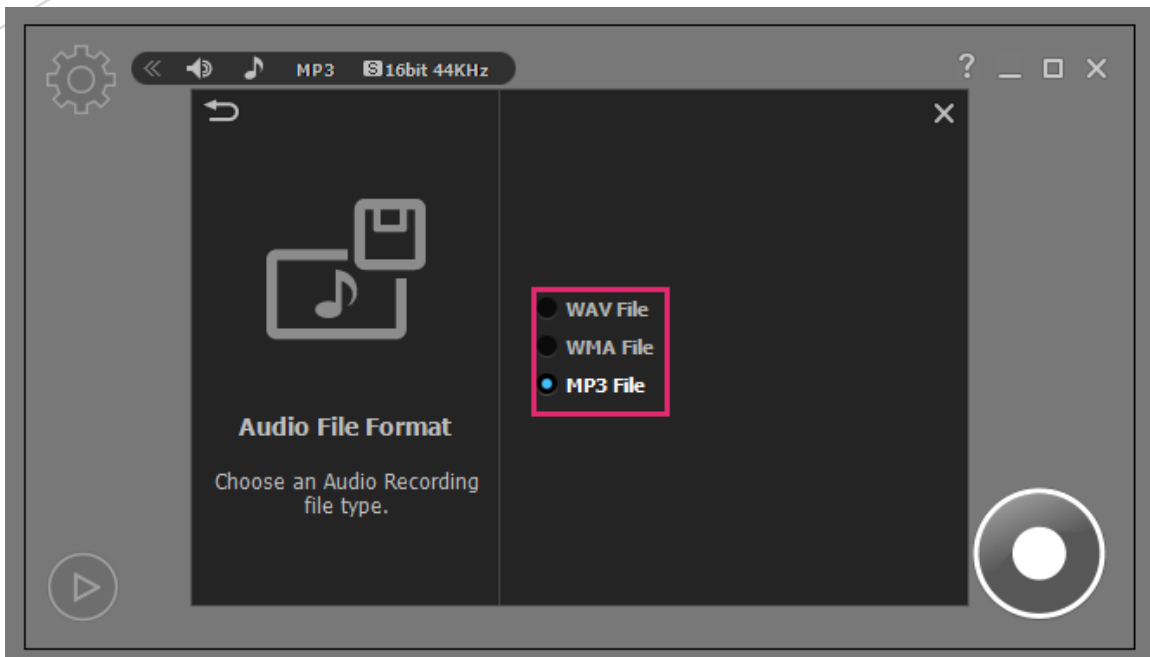 MP3 S 16bit 44KHz ?
WAV File
WMA File
MP3 File
Audio File Format
Choose an Audio Recording
file type.